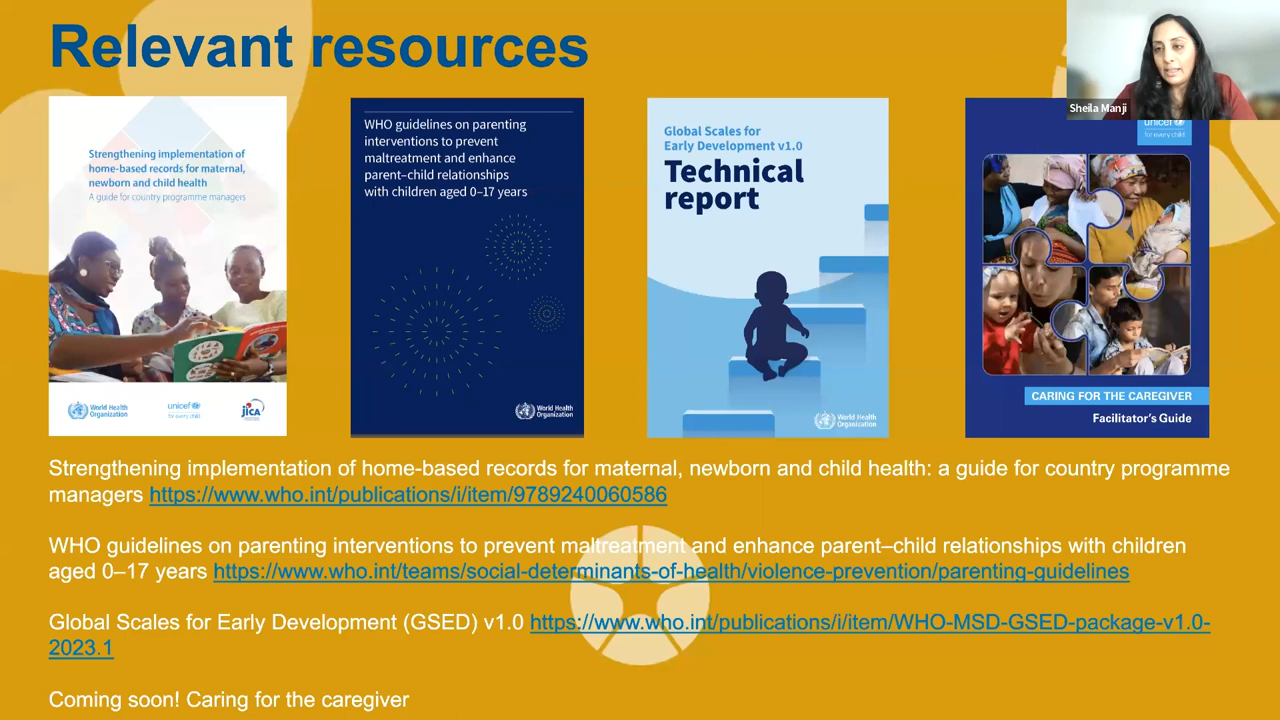 Relevant resources
Sheila Manji
Strengthening implementation of
home-based records for maternal,
newborn and child health
A guide for country programme managers
World Health
Organization
unicef
for every child
jICA
WHO guidelines on parenting
interventions to prevent
maltreatment and enhance
parent–child relationships
with children aged 0–17 years
World Health
Organization
Global Scales for
Early Development v1.0
Technical
report
World Health
Organization
unicef
for every child
CARING FOR THE CAREGIVER
Facilitator's Guide
Strengthening implementation of home-based records for maternal, newborn and child health: a guide for country programme
managers https://www.who.int/publications/i/item/9789240060586
WHO guidelines on parenting interventions to prevent maltreatment and enhance parent–child relationships with children
aged 0–17 years https://www.who.int/teams/social-determinants-of-health/violence-prevention/parenting-guidelines
Global Scales for Early Development (GSED) v1.0 https://www.who.int/publications/i/item/WHO-MSD-GSED-package-v1.0-
2023.1
Coming soon! Caring for the caregiver